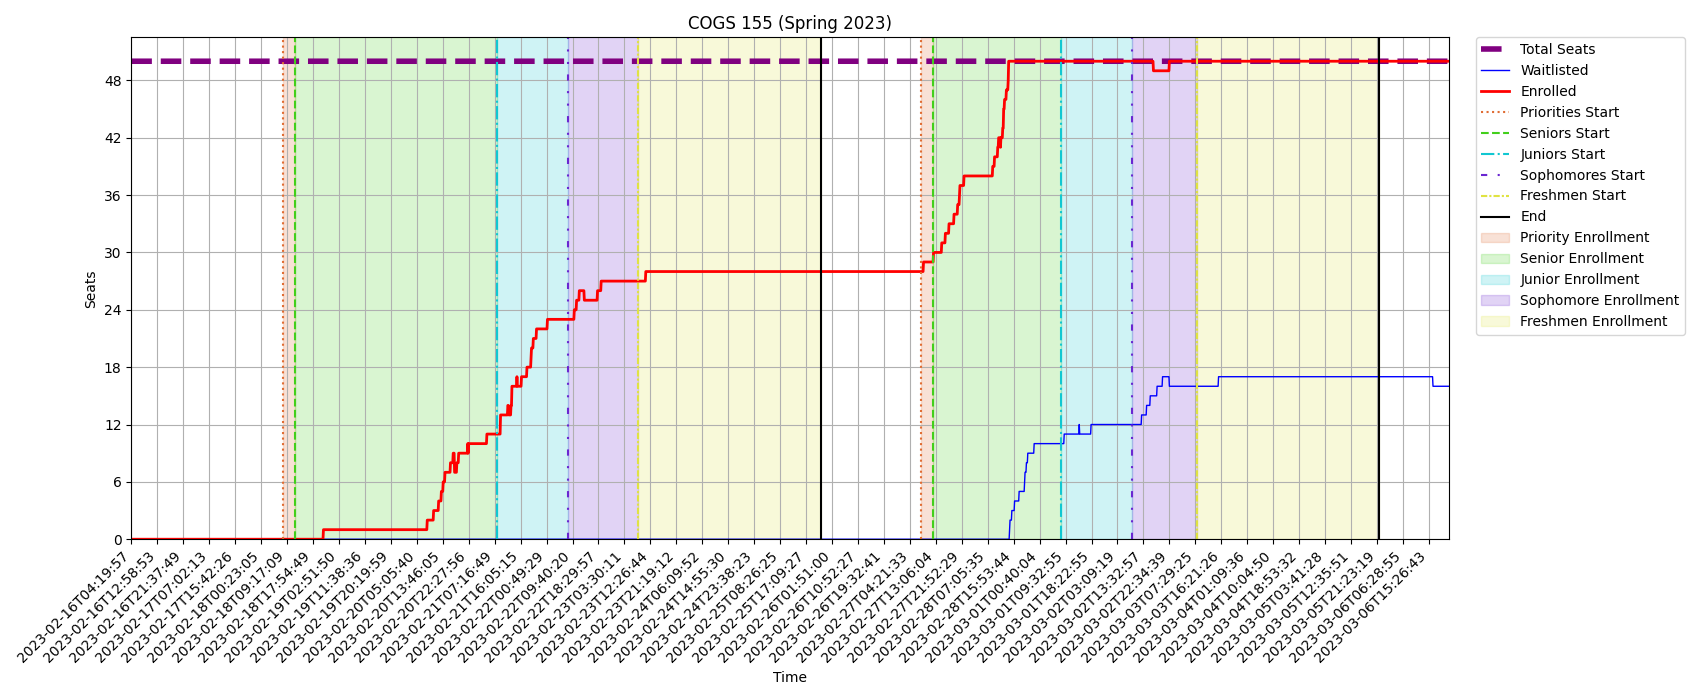 COGS 155 (Spring 2023)
Seats
48
42
36
30
24
18
12
6
0
2023-02-16T04:19:57
2023-02-16T12:58:53
2023-02-16T21:37:49
2023-02-17T07:02:13
2023-02-17T15:42:26
2023-02-18T00:23:05
2023-02-18T09:17:09
2023-02-18T17:54:49
2023-02-19T02:51:50
2023-02-19T11:38:36
2023-02-19T20:19:59
2023-02-20T05:05:40
2023-02-20T13:46:05
2023-02-20T22:27:56
2023-02-21T07:16:49
2023-02-21T16:05:15
2023-02-22T00:49:29
2023-02-22T09:40:20
2023-02-22T18:29:57
2023-02-23T03:30:11
2023-02-23T12:26:44
2023-02-23T21:19:12
2023-02-24T06:09:52
2023-02-24T14:55:30
2023-02-24T23:38:23
2023-02-25T08:26:25
2023-02-25T17:09:27
2023-02-26T01:51:00
2023-02-26T10:52:27
2023-02-26T19:32:41
2023-02-27T04:21:33
2023-02-27T13:06:04
2023-02-27T21:52:29
2023-02-28T07:05:35
2023-02-28T15:53:44
2023-03-01T00:40:04
2023-03-01T09:32:55
2023-03-01T18:22:55
2023-03-02T03:09:19
2023-03-02T13:32:57
2023-03-02T22:34:39
2023-03-03T07:29:25
2023-03-03T16:21:26
2023-03-04T01:09:36
2023-03-04T10:04:50
2023-03-04T18:53:32
2023-03-05T03:41:28
2023-03-05T12:35:51
2023-03-05T21:23:19
2023-03-06T06:28:55
2023-03-06T15:26:43
Time
Total Seats
Waitlisted
Enrolled
Priorities Start
Seniors Start
Juniors Start
Sophomores Start
Freshmen Start
End
Priority Enrollment
Senior Enrollment
Junior Enrollment
Sophomore Enrollment
Freshmen Enrollment